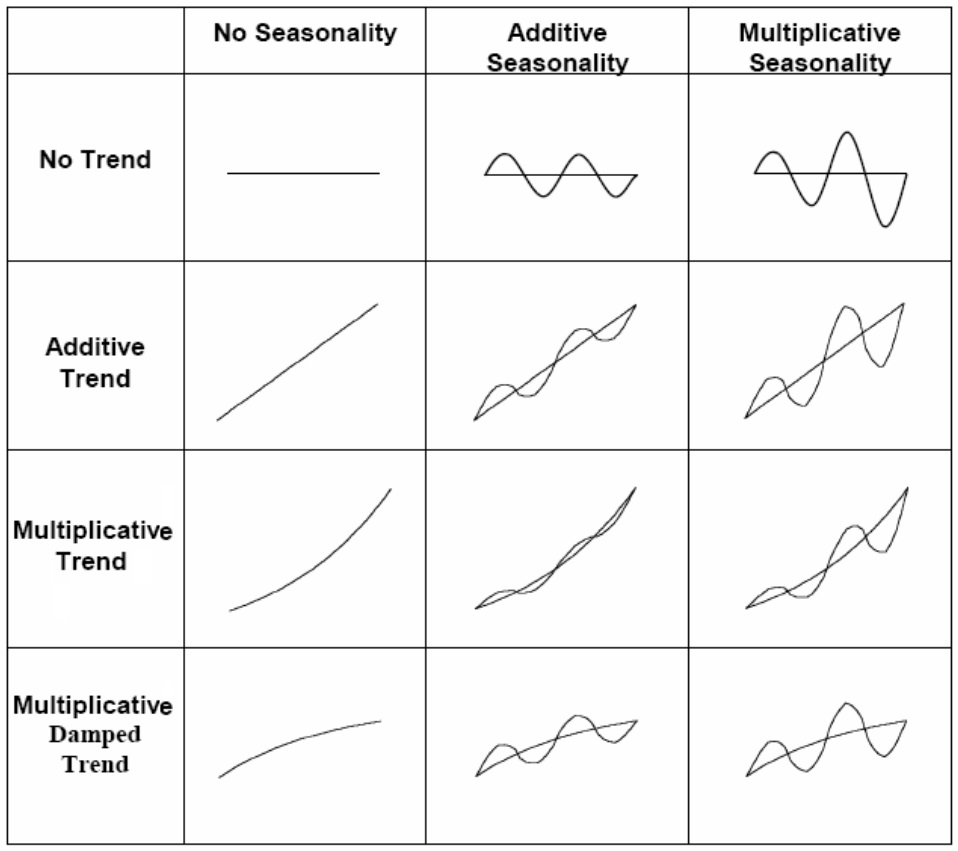 No Seasonality
Additive
Seasonality
Multiplicative
Seasonality
No Trend
Additive
Trend
Multiplicative
Trend
Multiplicative
Damped
Trend